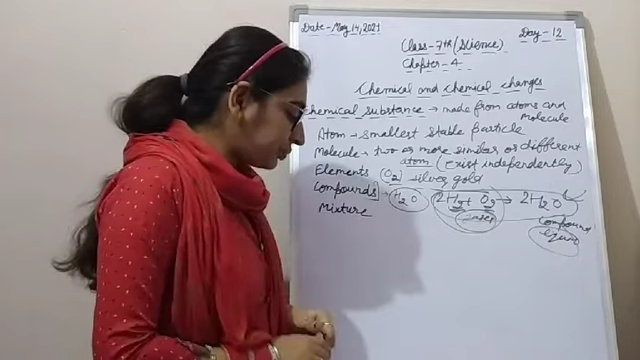 Date - May 14, 2021
Day - 12
Class - 7th (Science)
Chapter - 4
Chemical and chemical changes
Chemical substance → made from atoms and Molecule
Atom → smallest stable particle
Molecule → two or more similar or different
atom. (Exist independently)
Elements (O2) silver gold
Compounds → H2O 2H2 + O2 → 2H2O
Compound
Mixture